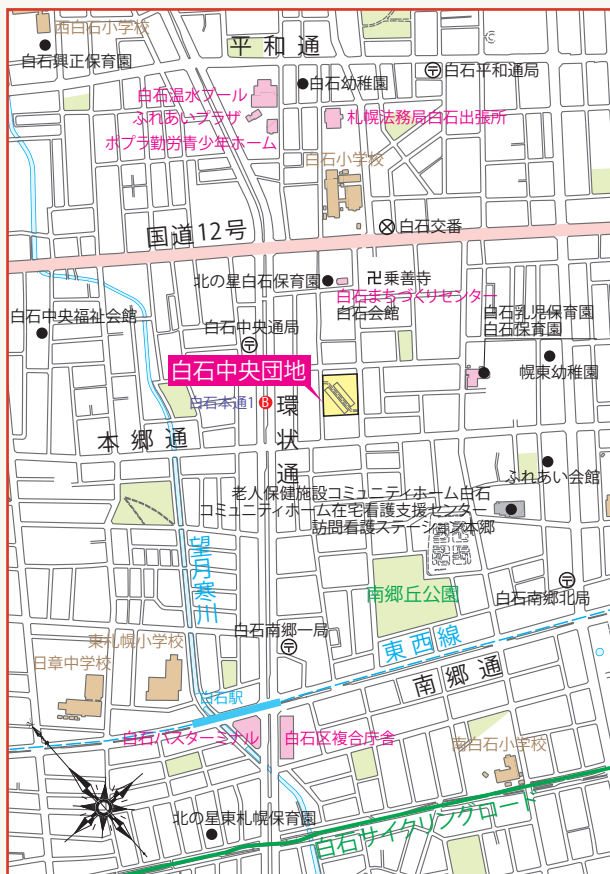 西白石小学校
平和通
白石興正保育園
白石幼稚園
白石平和通局
白石温水プール
ふれあいプラザ
ポプラ勤労青少年ホーム
札幌法務局白石出張所
白石小学校
国道12号
白石交番
北の星白石保育園
卍乗善寺
白石まちづくりセンター
白石会館
白石中央福祉会館
白石中央通局
白石乳児保育園
白石保育園
幌東幼稚園
白石中央団地
白石本通1
B
環状通
本郷通
ふれあい会館
老人保健施設コミュニティホーム白石
コミュニティホーム在宅看護支援センター
訪問看護ステーション本郷
望月寒川
南郷丘公園
白石南郷北局
白石南郷一局
東西線
東札幌小学校
日章中学校
南郷通
白石駅
白石バスターミナル
白石区複合庁舎
南白石小学校
北の星東札幌保育園
白石サイクリングロード